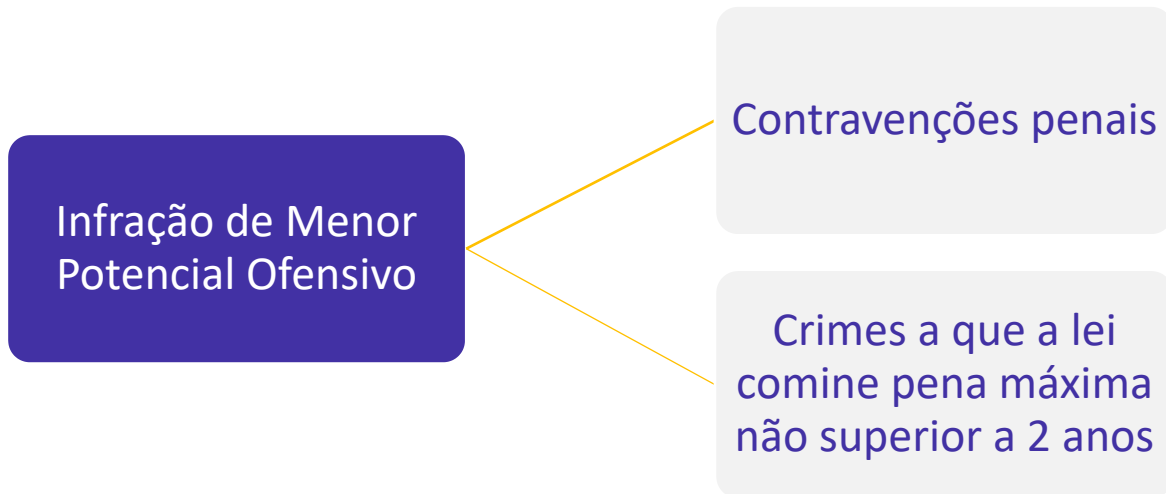 Infração de Menor
Potencial Ofensivo
Contravenções penais
Crimes a que a lei
comine pena máxima
não superior a 2 anos